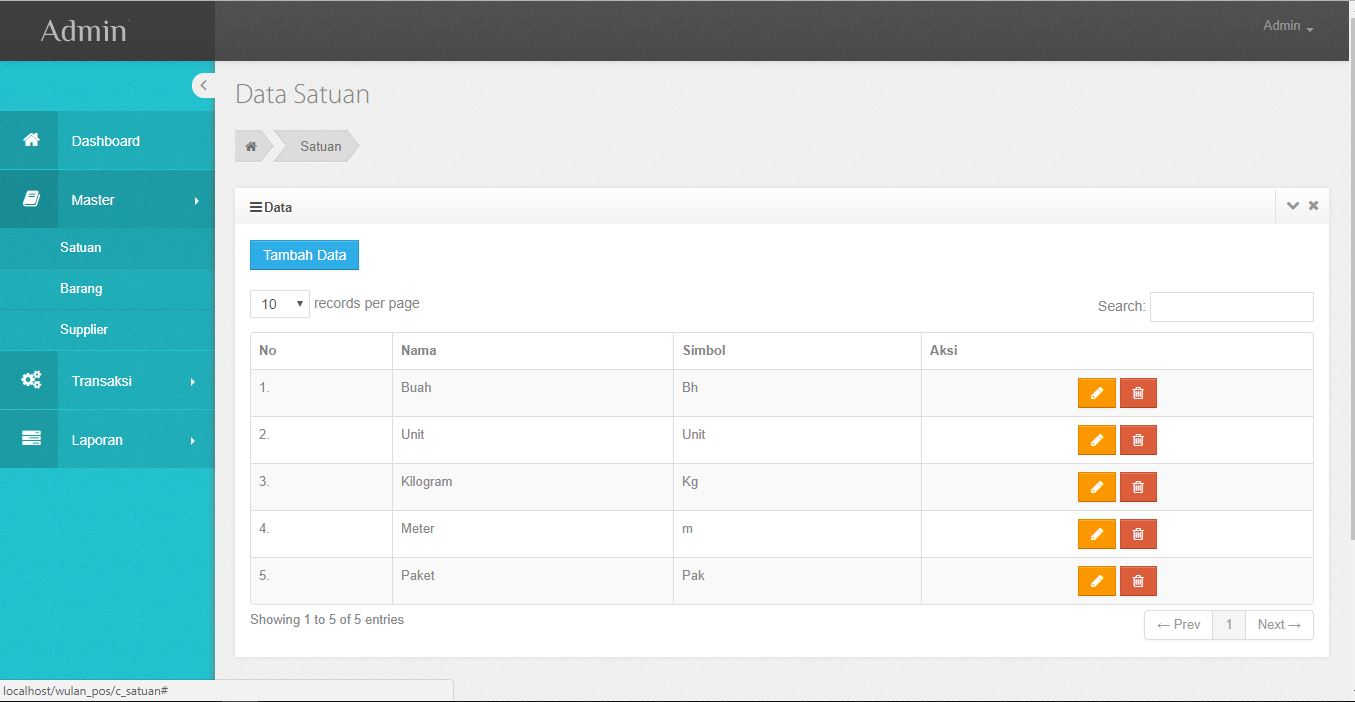 Admin
Admin
Data Satuan
Dashboard
Master
Satuan
Barang
Supplier
Transaksi
Laporan
Satuan
Data
Tambah Data
10 records per page
Search:
No Nama Simbol Aksi
1. Buah Bh
2. Unit Unit
3. Kilogram Kg
4. Meter m
5. Paket Pak
Showing 1 to 5 of 5 entries
← Prev 1 Next →
localhost/wulan_pos/c_satuan#